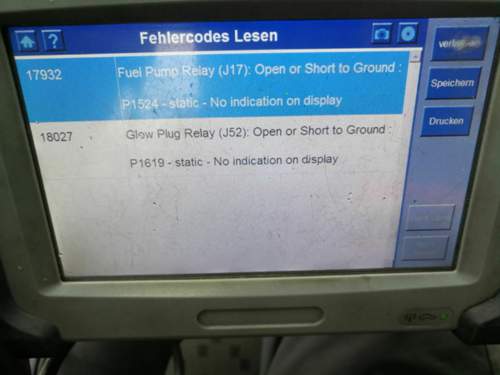 Fehlercodes Lesen
17932 Fuel Pump Relay (J17): Open or Short to Ground :
P1524 - static - No indication on display
18027 Glow Plug Relay (J52): Open or Short to Ground :
P1619 - static - No indication on display
Speichern
Drucken